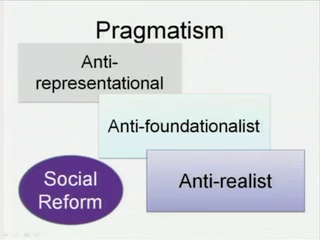 Pragmatism
Anti-
representational
Anti-foundationalist
Anti-realist
Social
Reform